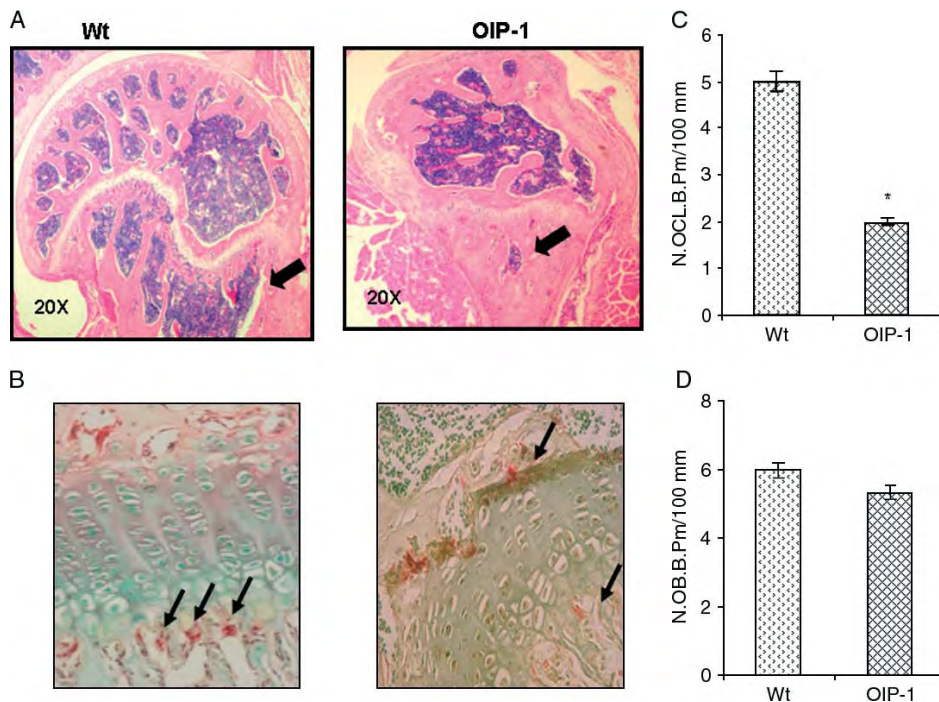 A
Wt
OIP-1
20X
20X
B
C
N.OCL.B.Pm/100 mm
6
5
4
3
2
1
0
*
Wt
OIP-1
D
N.OB.B.Pm/100 mm
8
6
4
2
0
Wt
OIP-1